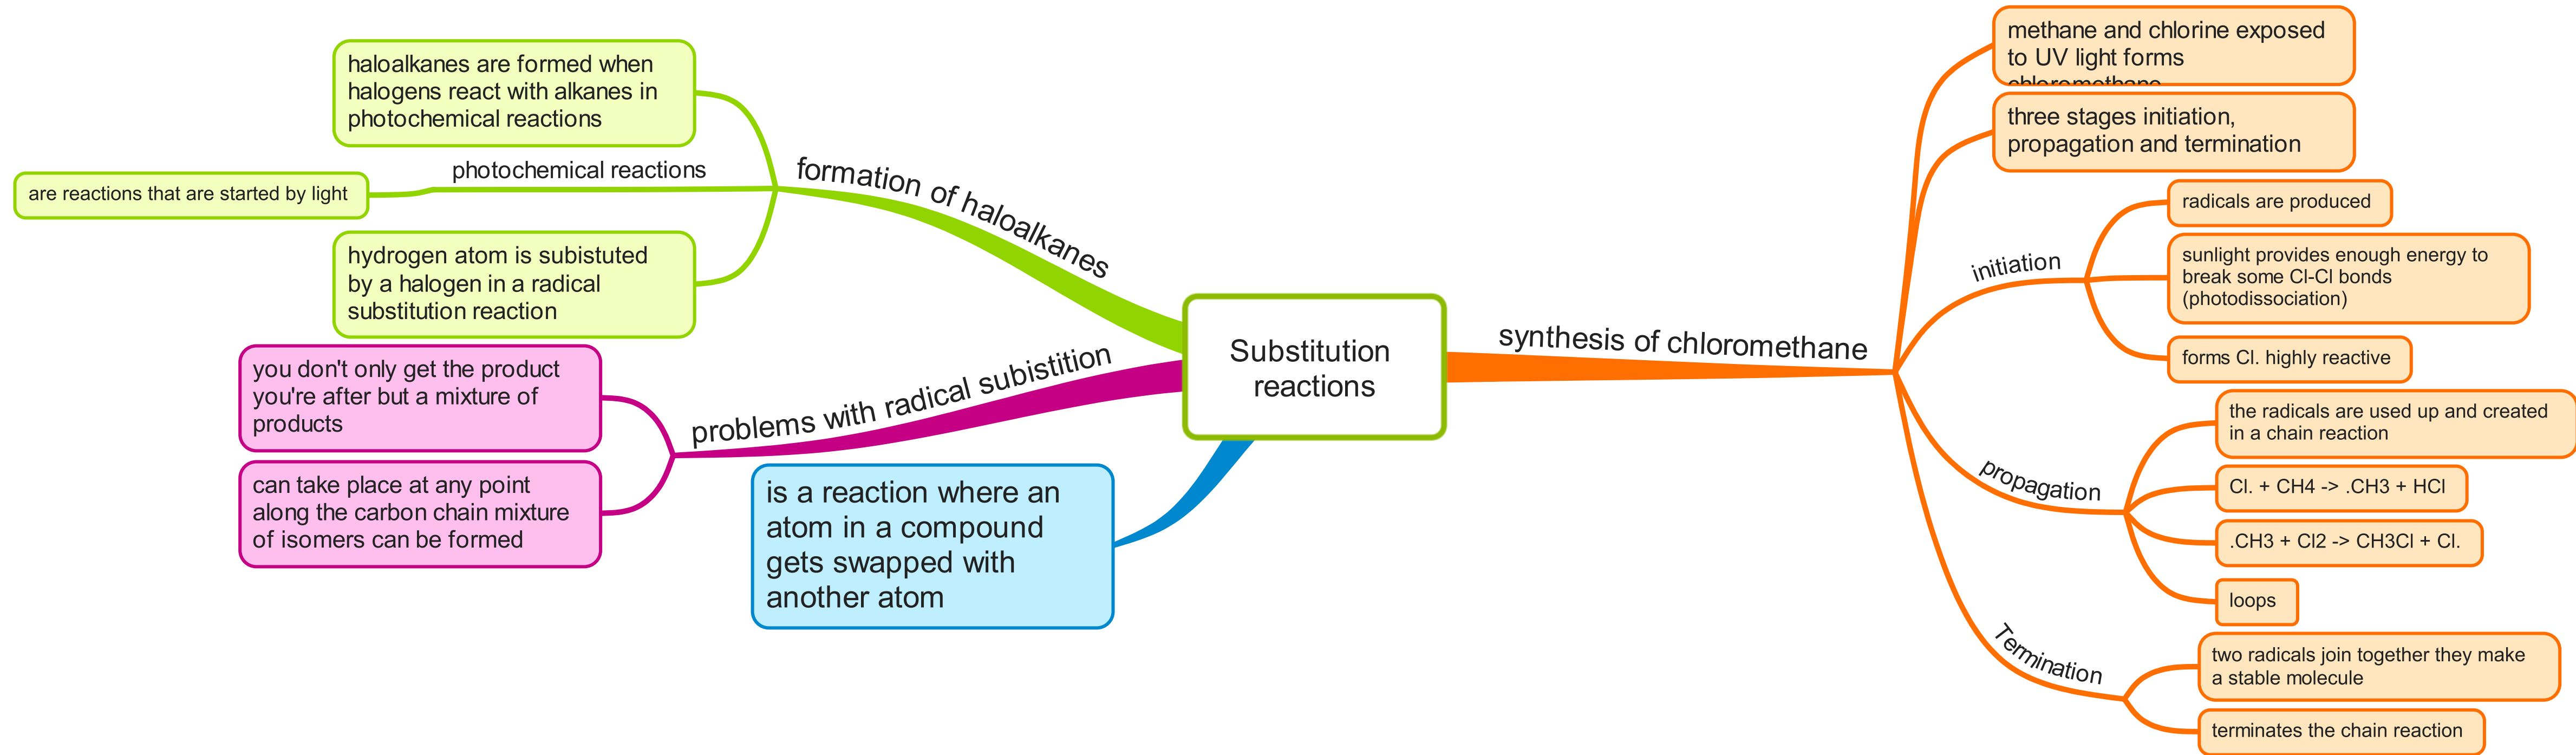 Substitution
reactions
formation of haloalkanes
haloalkanes are formed when
halogens react with alkanes in
photochemical reactions
photochemical reactions
are reactions that are started by light
hydrogen atom is subistuted
by a halogen in a radical
substitution reaction
problems with radical subistition
you don't only get the product
you're after but a mixture of
products
can take place at any point
along the carbon chain mixture
of isomers can be formed
is a reaction where an
atom in a compound
gets swapped with
another atom
synthesis of chloromethane
methane and chlorine exposed
to UV light forms
chloromethane
three stages initiation,
propagation and termination
initiation
radicals are produced
sunlight provides enough energy to
break some Cl-Cl bonds
(photodissociation)
forms Cl. highly reactive
propagation
the radicals are used up and created
in a chain reaction
Cl. + CH4 -> .CH3 + HCl
.CH3 + Cl2 -> CH3Cl + Cl.
loops
Termination
two radicals join together they make
a stable molecule
terminates the chain reaction